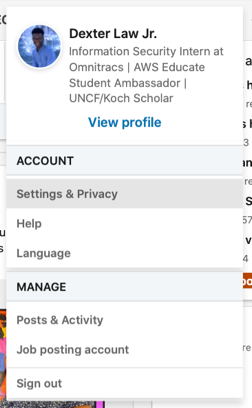 Dexter Law Jr.
Information Security Intern at
Omnitracs | AWS Educate
Student Ambassador |
UNCF/Koch Scholar
View profile
ACCOUNT
Settings & Privacy
Help
Language
MANAGE
Posts & Activity
Job posting account
Sign out